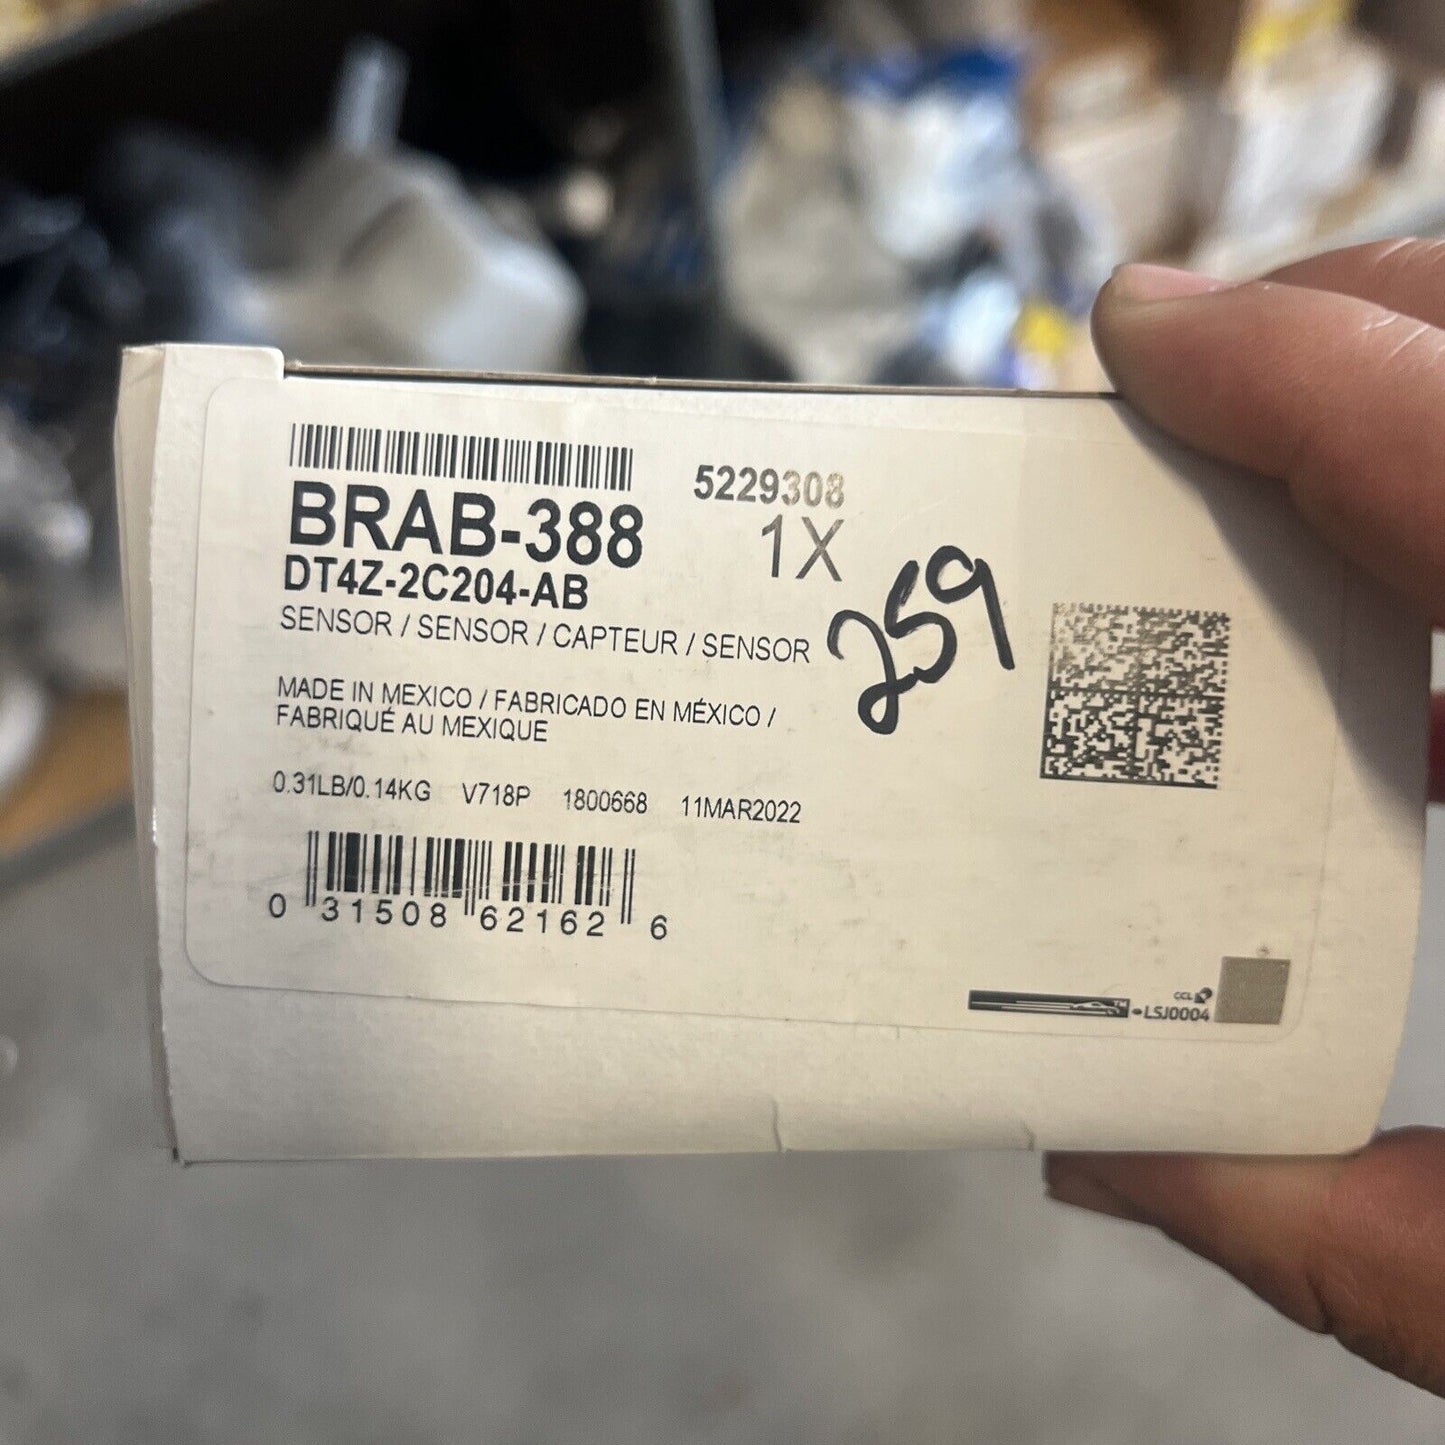 BRAB-388
5229308
1X
DT4Z-2C204-AB
259
SENSOR / SENSOR / CAPTEUR / SENSOR
MADE IN MEXICO / FABRICADO EN MÉXICO /
FABRIQUÉ AU MEXIQUE
0.31LB/0.14KG V718P 1800668 11MAR2022
0 31508 62162 6
CCL
LSJ0004